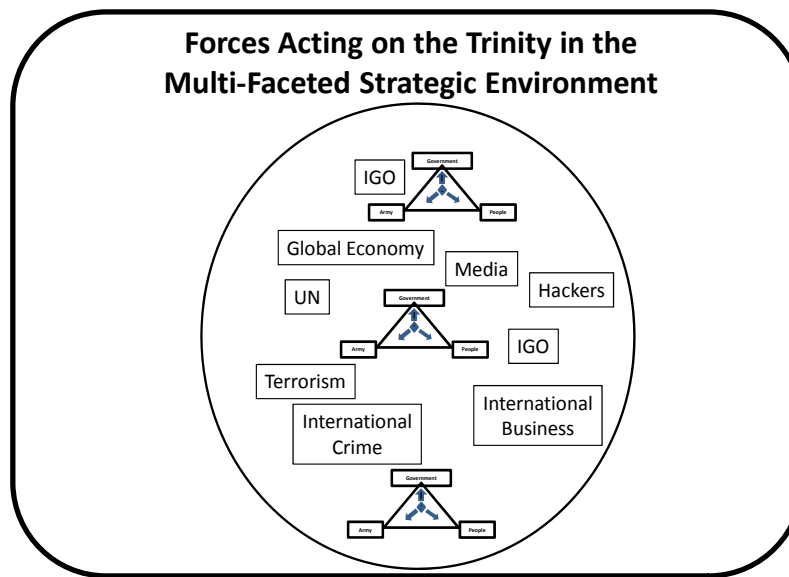 Forces Acting on the Trinity in the
Multi-Faceted Strategic Environment
Government
IGO
Army
People
Global Economy
Media
Hackers
UN
Government
Army
People
IGO
Terrorism
International
Business
International
Crime
Government
Army
People